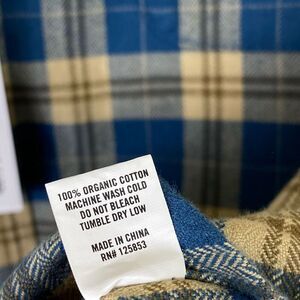 100% ORGANIC COTTON
MACHINE WASH COLD
DO NOT BLEACH
TUMBLE DRY LOW
MADE IN CHINA
RN# 125853